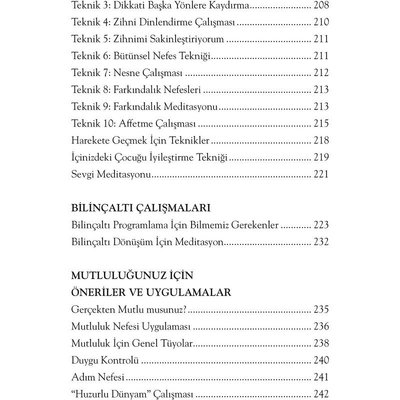 Teknik 3: Dikkati Başka Yönlere Kaydırma.................... 208
Teknik 4: Zihni Dinlendirme Çalışması ........................ 210
Teknik 5: Zihnimi Sakinleştiriyorum ........................... 211
Teknik 6: Bütünsel Nefes Tekniği................................ 211
Teknik 7: Nesne Çalışması ........................................ 212
Teknik 8: Farkındalık Nefesleri ................................... 213
Teknik 9: Farkındalık Meditasyonu .............................. 213
Teknik 10: Affetme Çalışması..................................... 215
Harekete Geçmek İçin Teknikler ................................. 218
İçinizdeki Çocuğu İyileştirme Tekniği........................... 219
Sevgi Meditasyonu.................................................. 221
BİLİNÇALTI ÇALIŞMALARI
Bilinçaltı Programlama İçin Bilmemiz Gerekenler ........... 223
Bilinçaltı Dönüşüm İçin Meditasyon............................. 232
MUTLULUĞUNUZ İÇİN
ÖNERİLER VE UYGULAMALAR
Gerçekten Mutlu musunuz?....................................... 235
Mutluluk Nefesi Uygulaması ..................................... 236
Mutluluk İçin Genel Tüyolar...................................... 238
Duygu Kontrolü ..................................................... 240
Adım Nefesi .......................................................... 241
“Huzurlu Dünyam” Çalışması .................................... 242